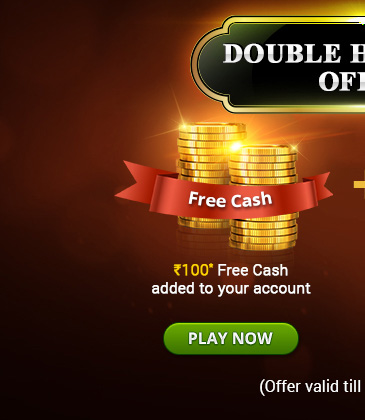 DOUBLE H
OF
Free Cash
₹100* Free Cash
added to your account
PLAY NOW
(Offer valid till